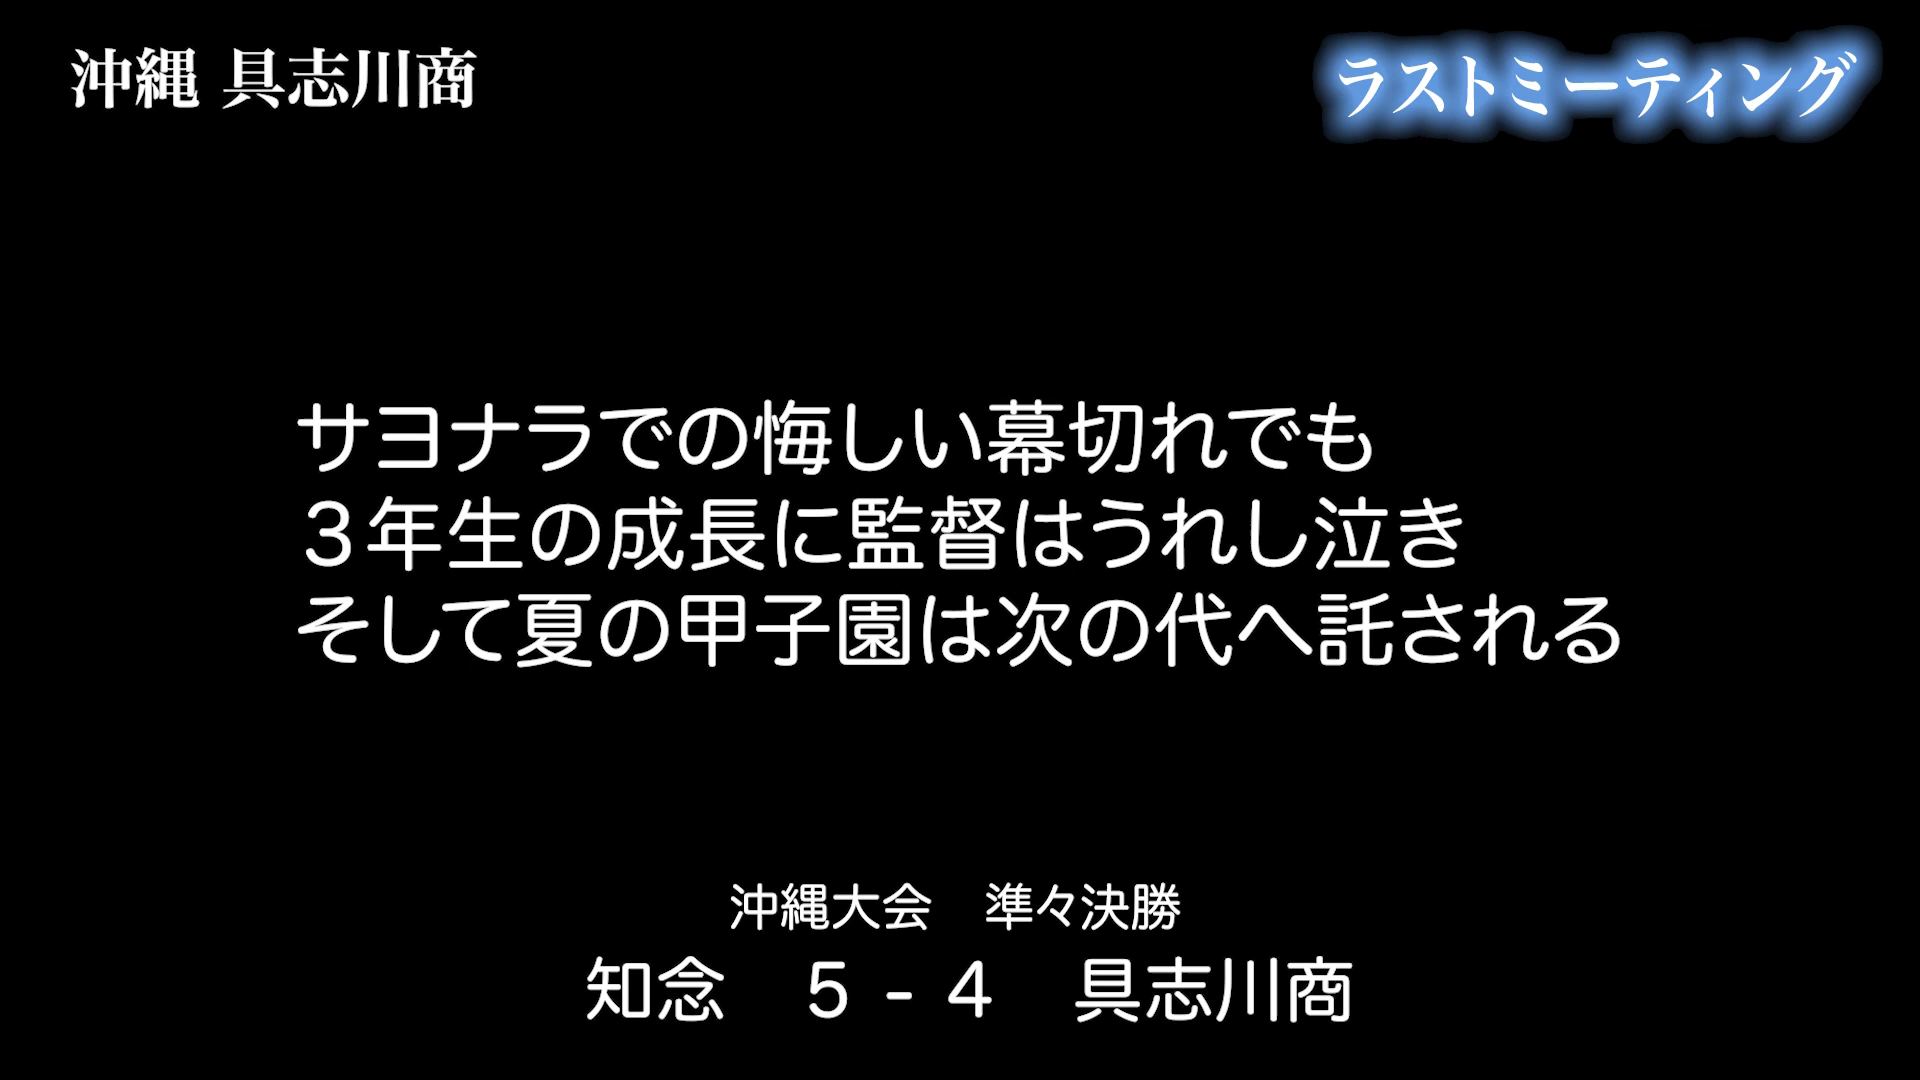 沖縄 具志川商
ラストミーティング
サヨナラでの悔しい幕切れでも
３年生の成長に監督はうれし泣き
そして夏の甲子園は次の代へ託される
沖縄大会　準々決勝
知念　５-４　具志川商